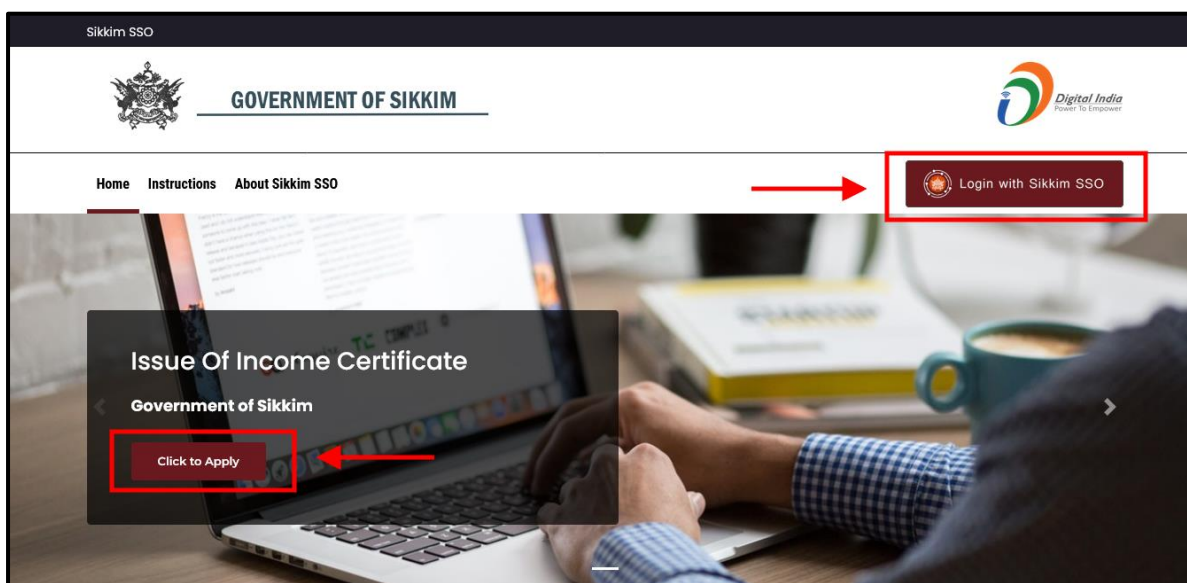 Sikkim SSO
GOVERNMENT OF SIKKIM
Digital India
Power To Empower
Home Instructions About Sikkim SSO
Login with Sikkim SSO
Issue Of Income Certificate
Government of Sikkim
Click to Apply